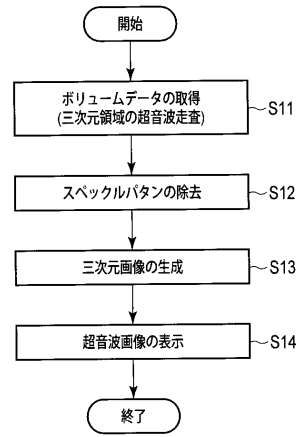 開始
ボリュームデータの取得
(三次元領域の超音波走査)
S11
スペックルパタンの除去
S12
三次元画像の生成
S13
超音波画像の表示
S14
終了